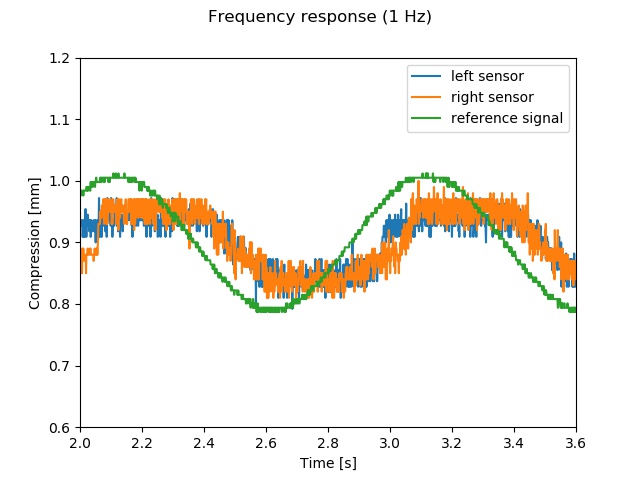 Frequency response (1 Hz)
left sensor
right sensor
reference signal
Compression [mm]
1.2
1.1
1.0
0.9
0.8
0.7
0.6
2.0 2.2 2.4 2.6 2.8 3.0 3.2 3.4 3.6
Time [s]